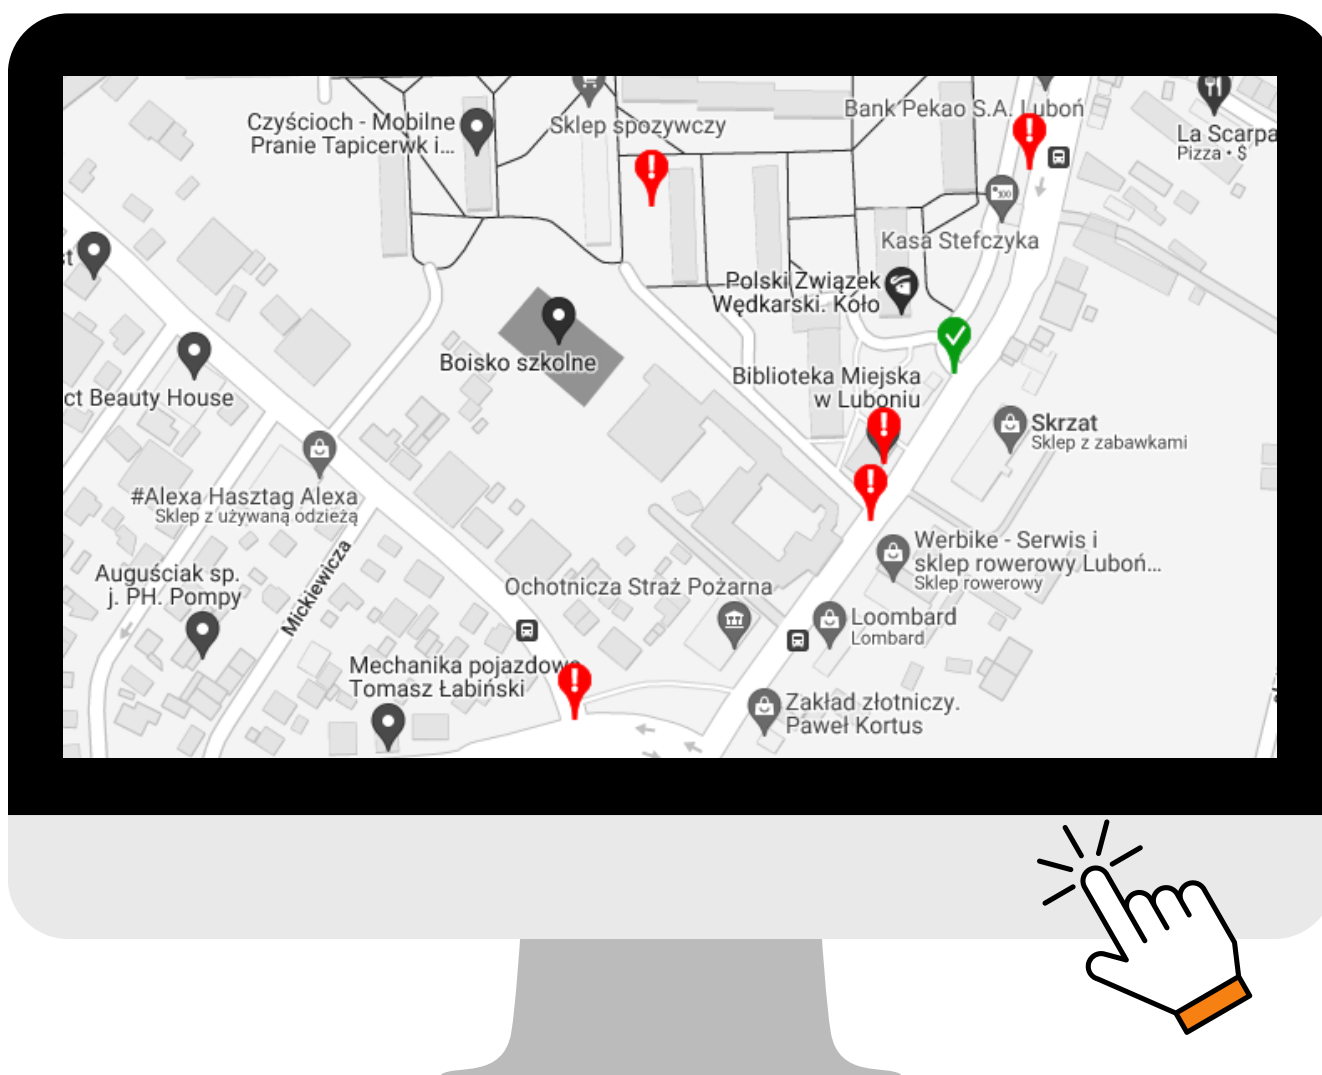 Bank Pekao S.A. Luboń
Czyścioch - Mobilne
Pranie Tapicerwk i...
Sklep spożywczy
La Scarpa
Pizza • $
100
Kasa Stefczyka
Polski Związek
Wędkarski. Koło
Boisko szkolne
Biblioteka Miejska
w Luboniu
ct Beauty House
Skrzat
Sklep z zabawkami
#Alexa Hasztag Alexa
Sklep z używaną odzieżą
Mickiewicza
Werbike - Serwis i
sklep rowerowy Luboń...
Sklep rowerowy
Auguściak sp.
j. PH. Pompy
Ochotnicza Straż Pożarna
Loombard
Lombard
Mechanika pojazdowa
Tomasz Łabiński
Zakład złotniczy.
Paweł Kortus